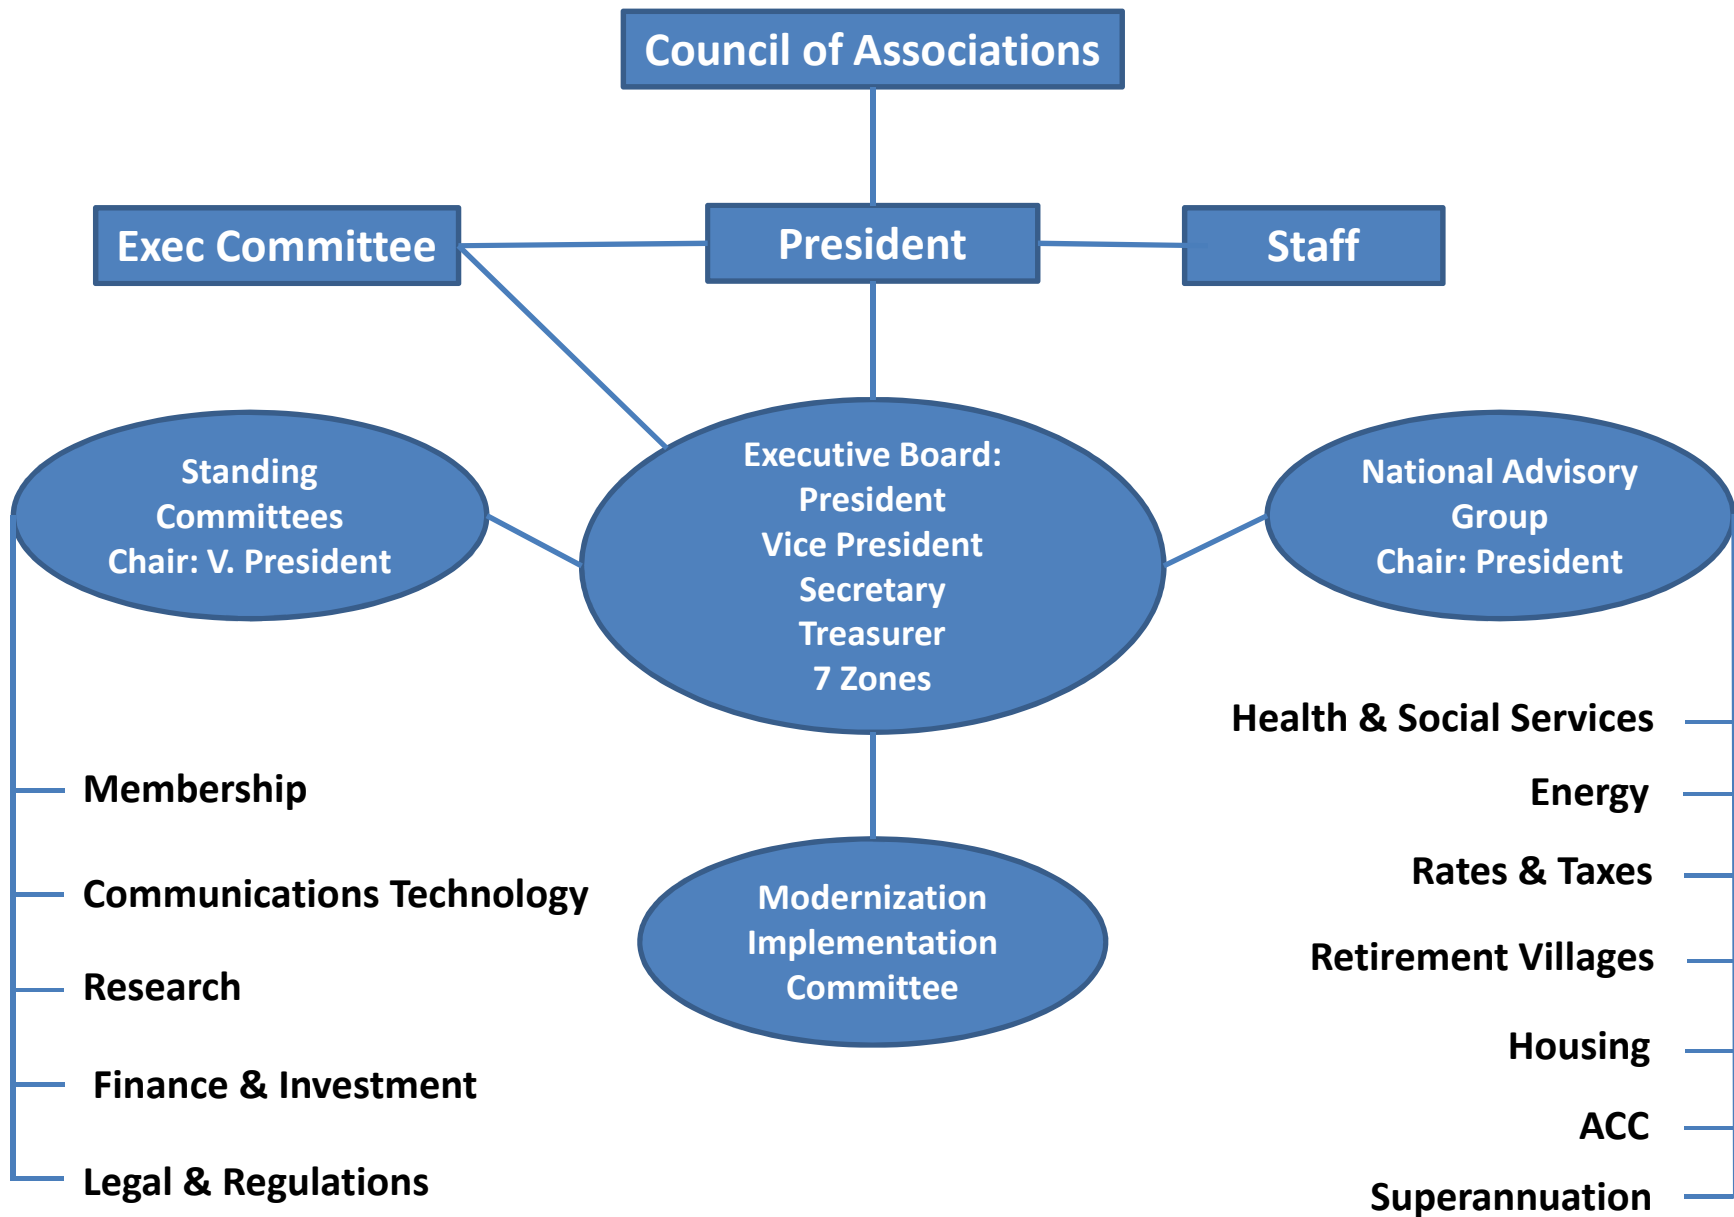 Council of Associations
Exec Committee
President
Staff
Standing
Committees
Chair: V. President
Executive Board:
President
Vice President
Secretary
Treasurer
7 Zones
National Advisory
Group
Chair: President
Membership
Communications Technology
Research
Finance & Investment
Legal & Regulations
Modernization
Implementation
Committee
Health & Social Services
Energy
Rates & Taxes
Retirement Villages
Housing
ACC
Superannuation